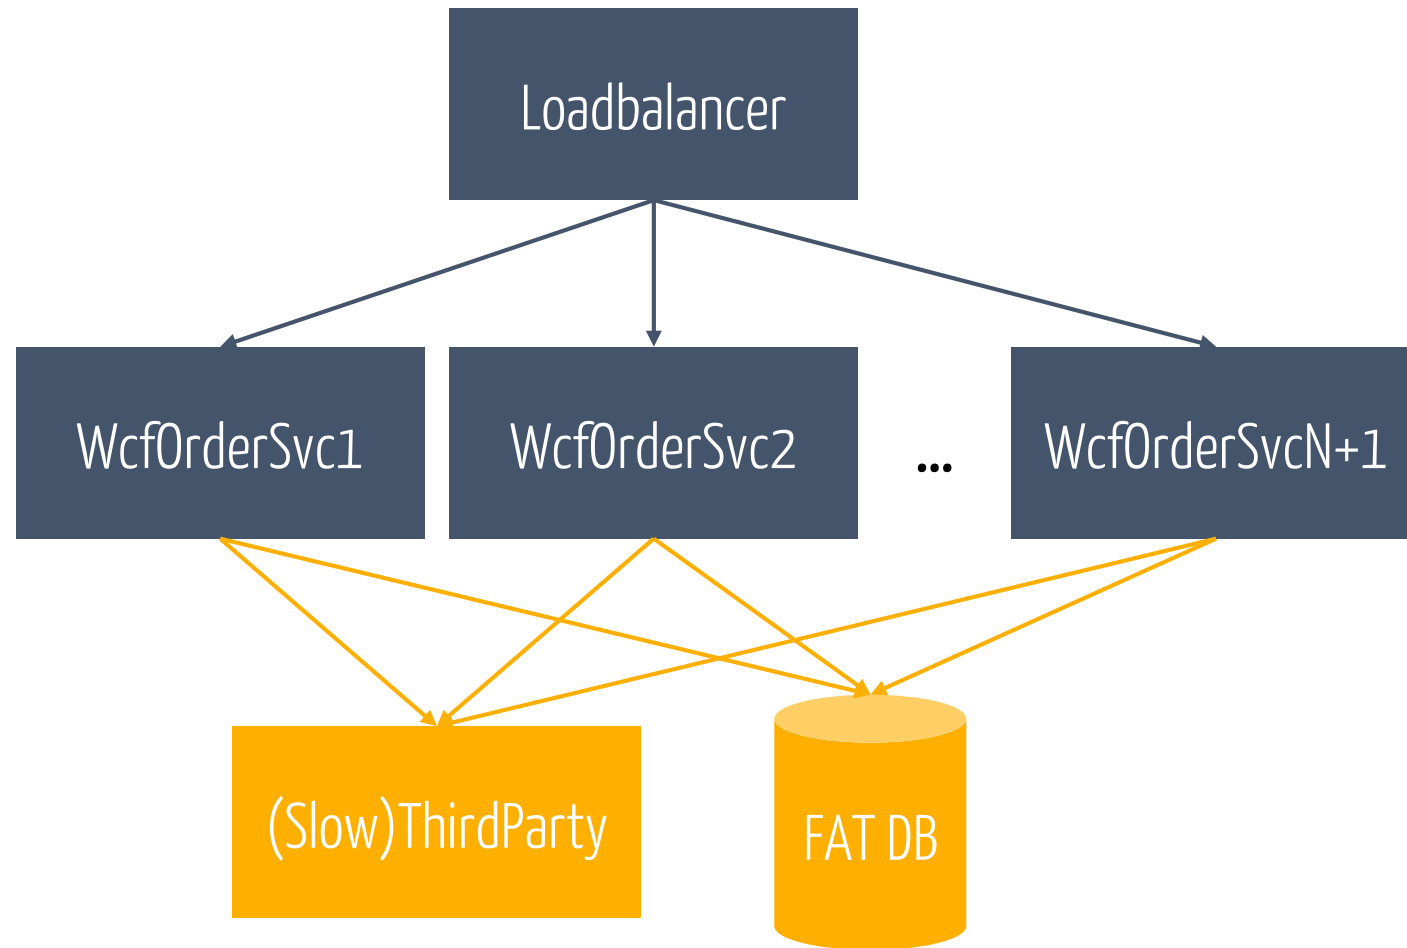 Loadbalancer
WcfOrderSvc1
WcfOrderSvc2
...
WcfOrderSvcN+1
(Slow)ThirdParty
FAT DB